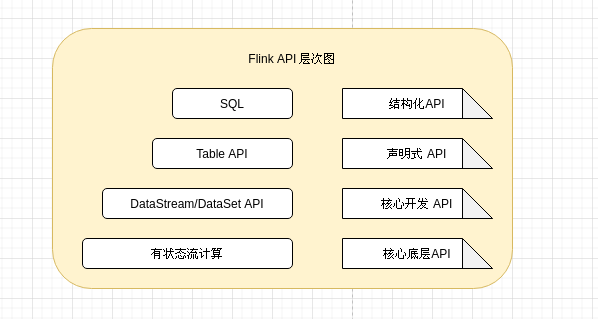 Flink API 层次图
SQL
结构化API
Table API
声明式 API
DataStream/DataSet API
核心开发 API
有状态流计算
核心底层API